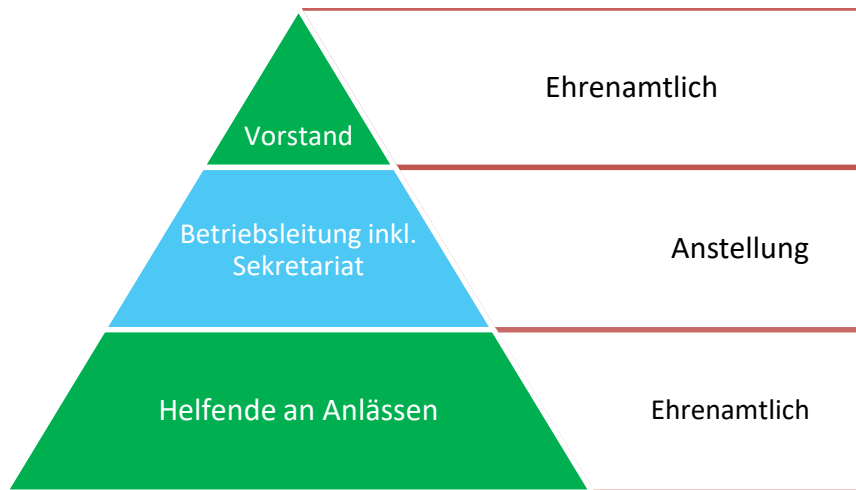 Ehrenamtlich
Vorstand
Betriebsleitung inkl.
Sekretariat
Anstellung
Helfende an Anlässen
Ehrenamtlich